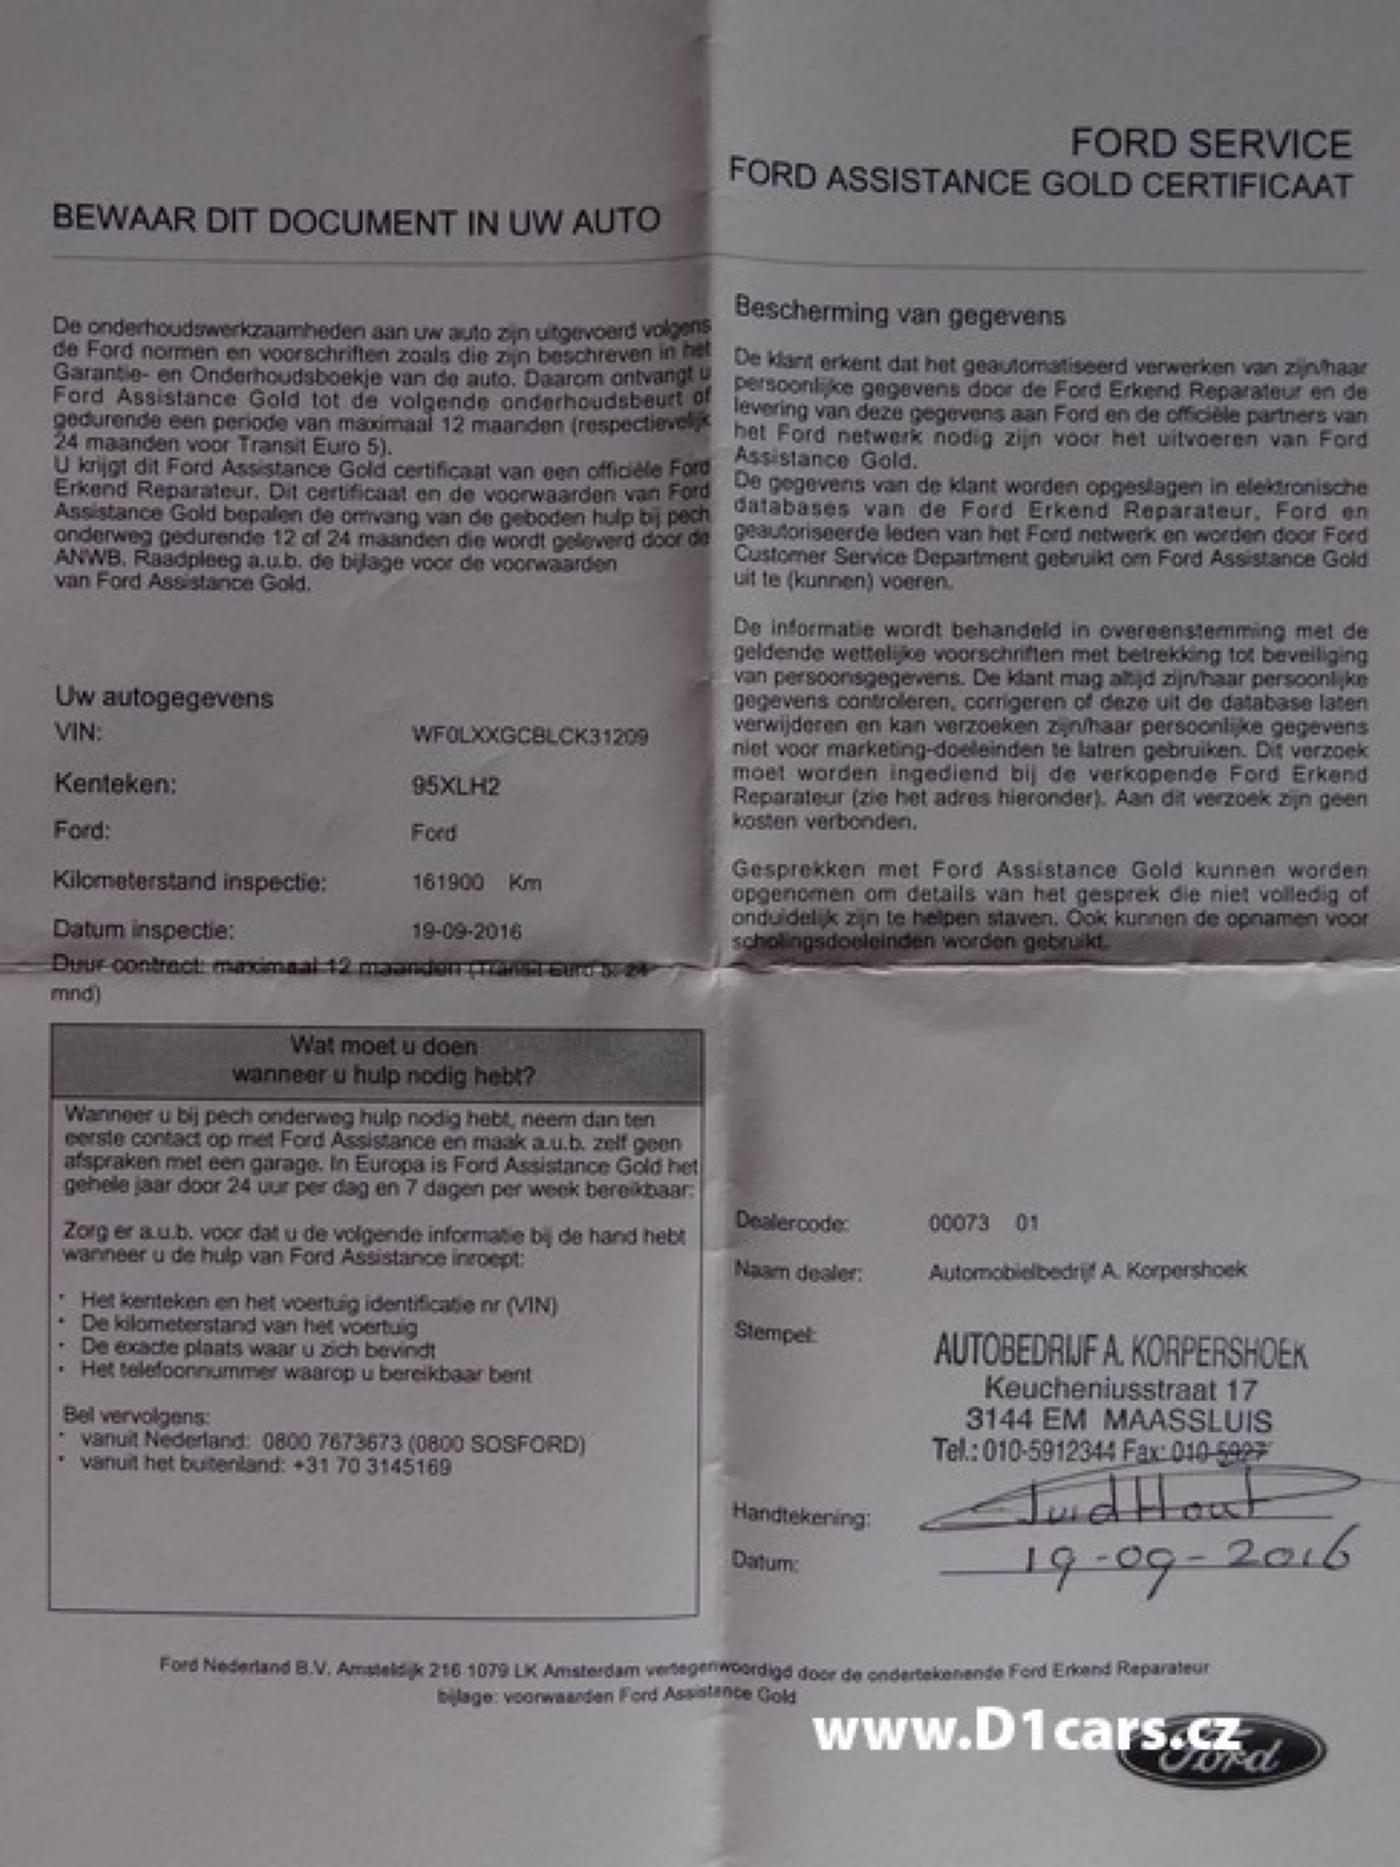 FORD SERVICE
FORD ASSISTANCE GOLD CERTIFICAAT
BEWAAR DIT DOCUMENT IN UW AUTO
De onderhoudswerkzaamheden aan uw auto zijn uitgevoerd volgens
de Ford normen en voorschriften zoals die zijn beschreven in het
Garantie- en Onderhoudsboekje van de auto. Daarom ontvangt u
Ford Assistance Gold tot de volgende onderhoudsbeurt of
gedurende een periode van maximaal 12 maanden (respectievelijk
24 maanden voor Transit Euro 5).
U krijgt dit Ford Assistance Gold certificaat van een officiële Ford
Erkend Reparateur. Dit certificaat en de voorwaarden van Ford
Assistance Gold bepalen de omvang van de geboden hulp bij pech
onderweg gedurende 12 of 24 maanden die wordt geleverd door de
ANWB. Raadpleeg a.u.b. de bijlage voor de voorwaarden
van Ford Assistance Gold.
Uw autogegevens
VIN: WF0LXXGCBLCK31209
Kenteken: 95XLH2
Ford: Ford
Kilometerstand inspectie: 161900 Km
Datum inspectie: 19-09-2016
Duur contract: maximaal 12 maanden (Transit Euro 5: 24
mnd)
Wat moet u doen
wanneer u hulp nodig hebt?
Wanneer u bij pech onderweg hulp nodig hebt, neem dan ten
eerste contact op met Ford Assistance en maak a.u.b. zelf geen
afspraken met een garage. In Europa is Ford Assistance Gold het
gehele jaar door 24 uur per dag en 7 dagen per week bereikbaar:
Zorg er a.u.b. voor dat u de volgende informatie bij de hand hebt
wanneer u de hulp van Ford Assistance inroept:
· Het kenteken en het voertuig identificatie nr (VIN)
· De kilometerstand van het voertuig
· De exacte plaats waar u zich bevindt
· Het telefoonnummer waarop u bereikbaar bent
Bel vervolgens:
· vanuit Nederland: 0800 7673673 (0800 SOSFORD)
· vanuit het buitenland: +31 70 3145169
Bescherming van gegevens
De klant erkent dat het geautomatiseerd verwerken van zijn/haar
persoonlijke gegevens door de Ford Erkend Reparateur en de
levering van deze gegevens aan Ford en de officiële partners van
het Ford netwerk nodig zijn voor het uitvoeren van Ford
Assistance Gold.
De gegevens van de klant worden opgeslagen in elektronische
databases van de Ford Erkend Reparateur, Ford en
geautoriseerde leden van het Ford netwerk en worden door Ford
Customer Service Department gebruikt om Ford Assistance Gold
uit te (kunnen) voeren.
De informatie wordt behandeld in overeenstemming met de
geldende wettelijke voorschriften met betrekking tot beveiliging
van persoonsgegevens. De klant mag altijd zijn/haar persoonlijke
gegevens controleren, corrigeren of deze uit de database laten
verwijderen en kan verzoeken zijn/haar persoonlijke gegevens
niet voor marketing-doeleinden te latren gebruiken. Dit verzoek
moet worden ingediend bij de verkopende Ford Erkend
Reparateur (zie het adres hieronder). Aan dit verzoek zijn geen
kosten verbonden.
Gesprekken met Ford Assistance Gold kunnen worden
opgenomen om details van het gesprek die niet volledig of
onduidelijk zijn te helpen staven. Ook kunnen de opnamen voor
scholingsdoeleinden worden gebruikt.
Dealercode: 00073 01
Naam dealer: Automobielbedrijf A. Korpershoek
Stempel: AUTOBEDRIJF A. KORPERSHOEK
Keucheniusstraat 17
3144 EM MAASSLUIS
Tel.: 010-5912344 Fax: 010-5927
Handtekening:
Datum: 19-09-2016
Ford Nederland B.V. Amsteldijk 216 1079 LK Amsterdam vertegenwoordigd door de ondertekenende Ford Erkend Reparateur
bijlage: voorwaarden Ford Assistance Gold
www.D1cars.cz
Ford